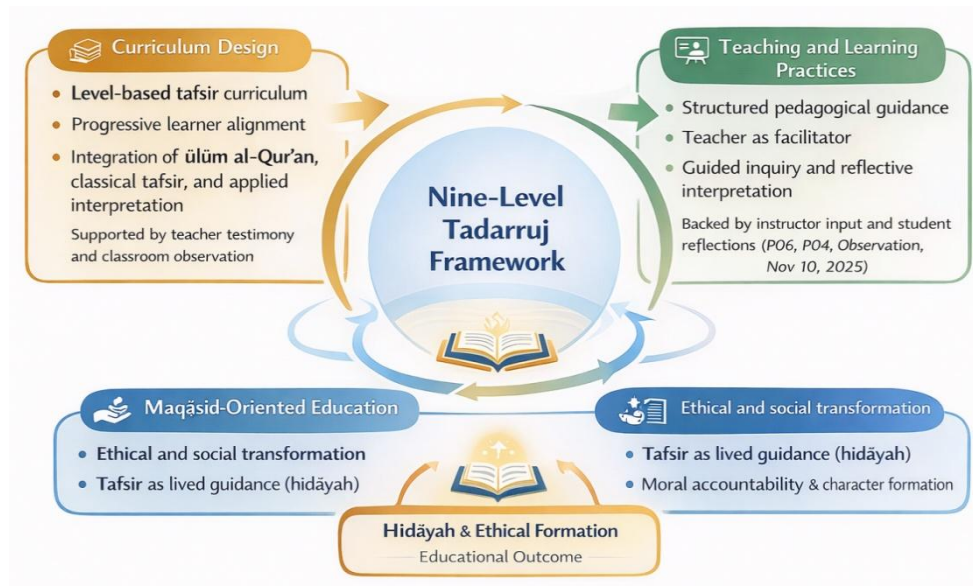 Curriculum Design
• Level-based tafsir curriculum
• Progressive learner alignment
• Integration of ülüm al-Qur'an,
classical tafsir, and applied
interpretation
Supported by teacher testimony
and classroom observation
Teaching and Learning
Practices
• Structured pedagogical guidance
• Teacher as facilitator
• Guided inquiry and reflective
interpretation
Backed by instructor input and student
reflections (P06, P04, Observation,
Nov 10, 2025)
Nine-Level
Tadarruj
Framework
Maqāṣid-Oriented Education
• Ethical and social transformation
• Tafsir as lived guidance (hidāyah)
Ethical and social transformation
• Tafsir as lived guidance (hidāyah)
• Moral accountability & character formation
Hidāyah & Ethical Formation
Educational Outcome